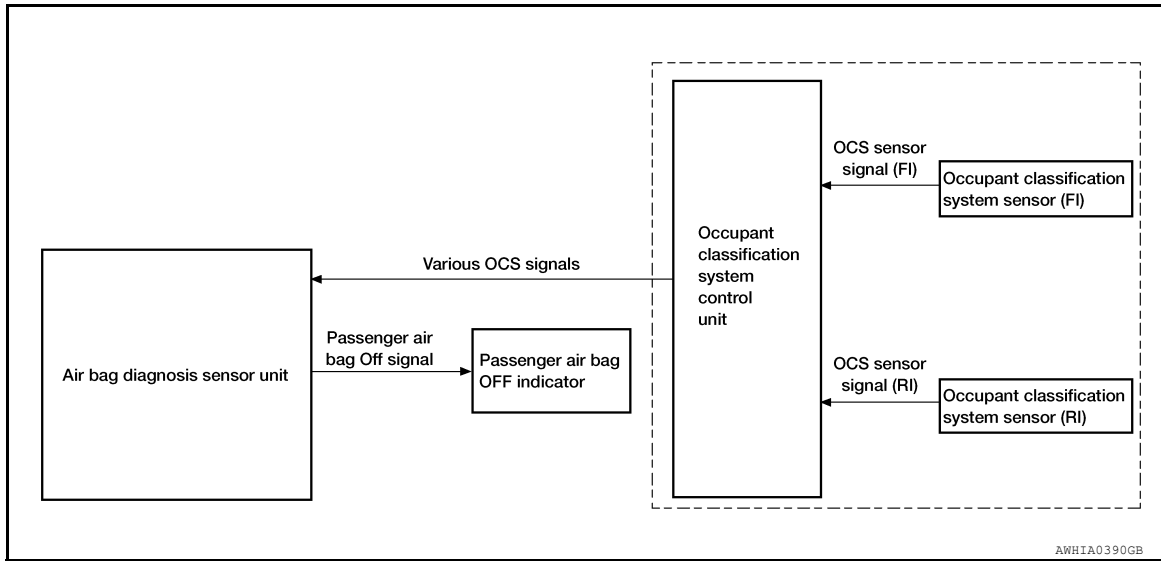 OCS sensor
signal (FI)
Occupant classification
system sensor (FI)
Occupant
classification
system
control
unit
Various OCS signals
Passenger air
bag Off signal
Air bag diagnosis sensor unit
Passenger air bag
OFF indicator
OCS sensor
signal (RI)
Occupant classification
system sensor (RI)
AWHIA0390GB